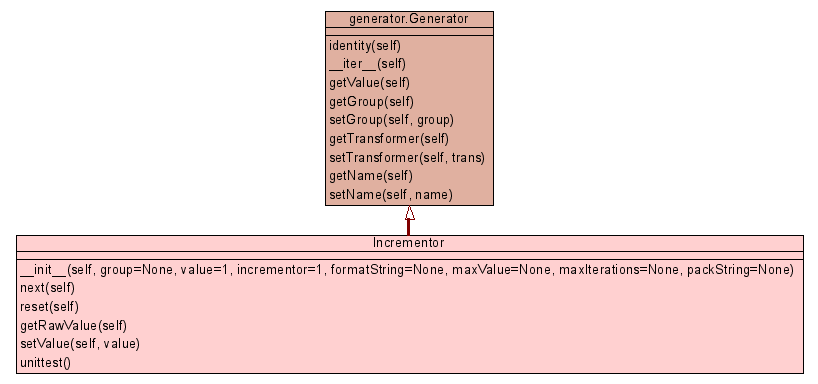 generator.Generator
identity(self)
__iter__(self)
getValue(self)
getGroup(self)
setGroup(self, group)
getTransformer(self)
setTransformer(self, trans)
getName(self)
setName(self, name)
Incrementor
__init__(self, group=None, value=1, incrementor=1, formatString=None, maxValue=None, maxIterations=None, packString=None)
next(self)
reset(self)
getRawValue(self)
setValue(self, value)
unittest()